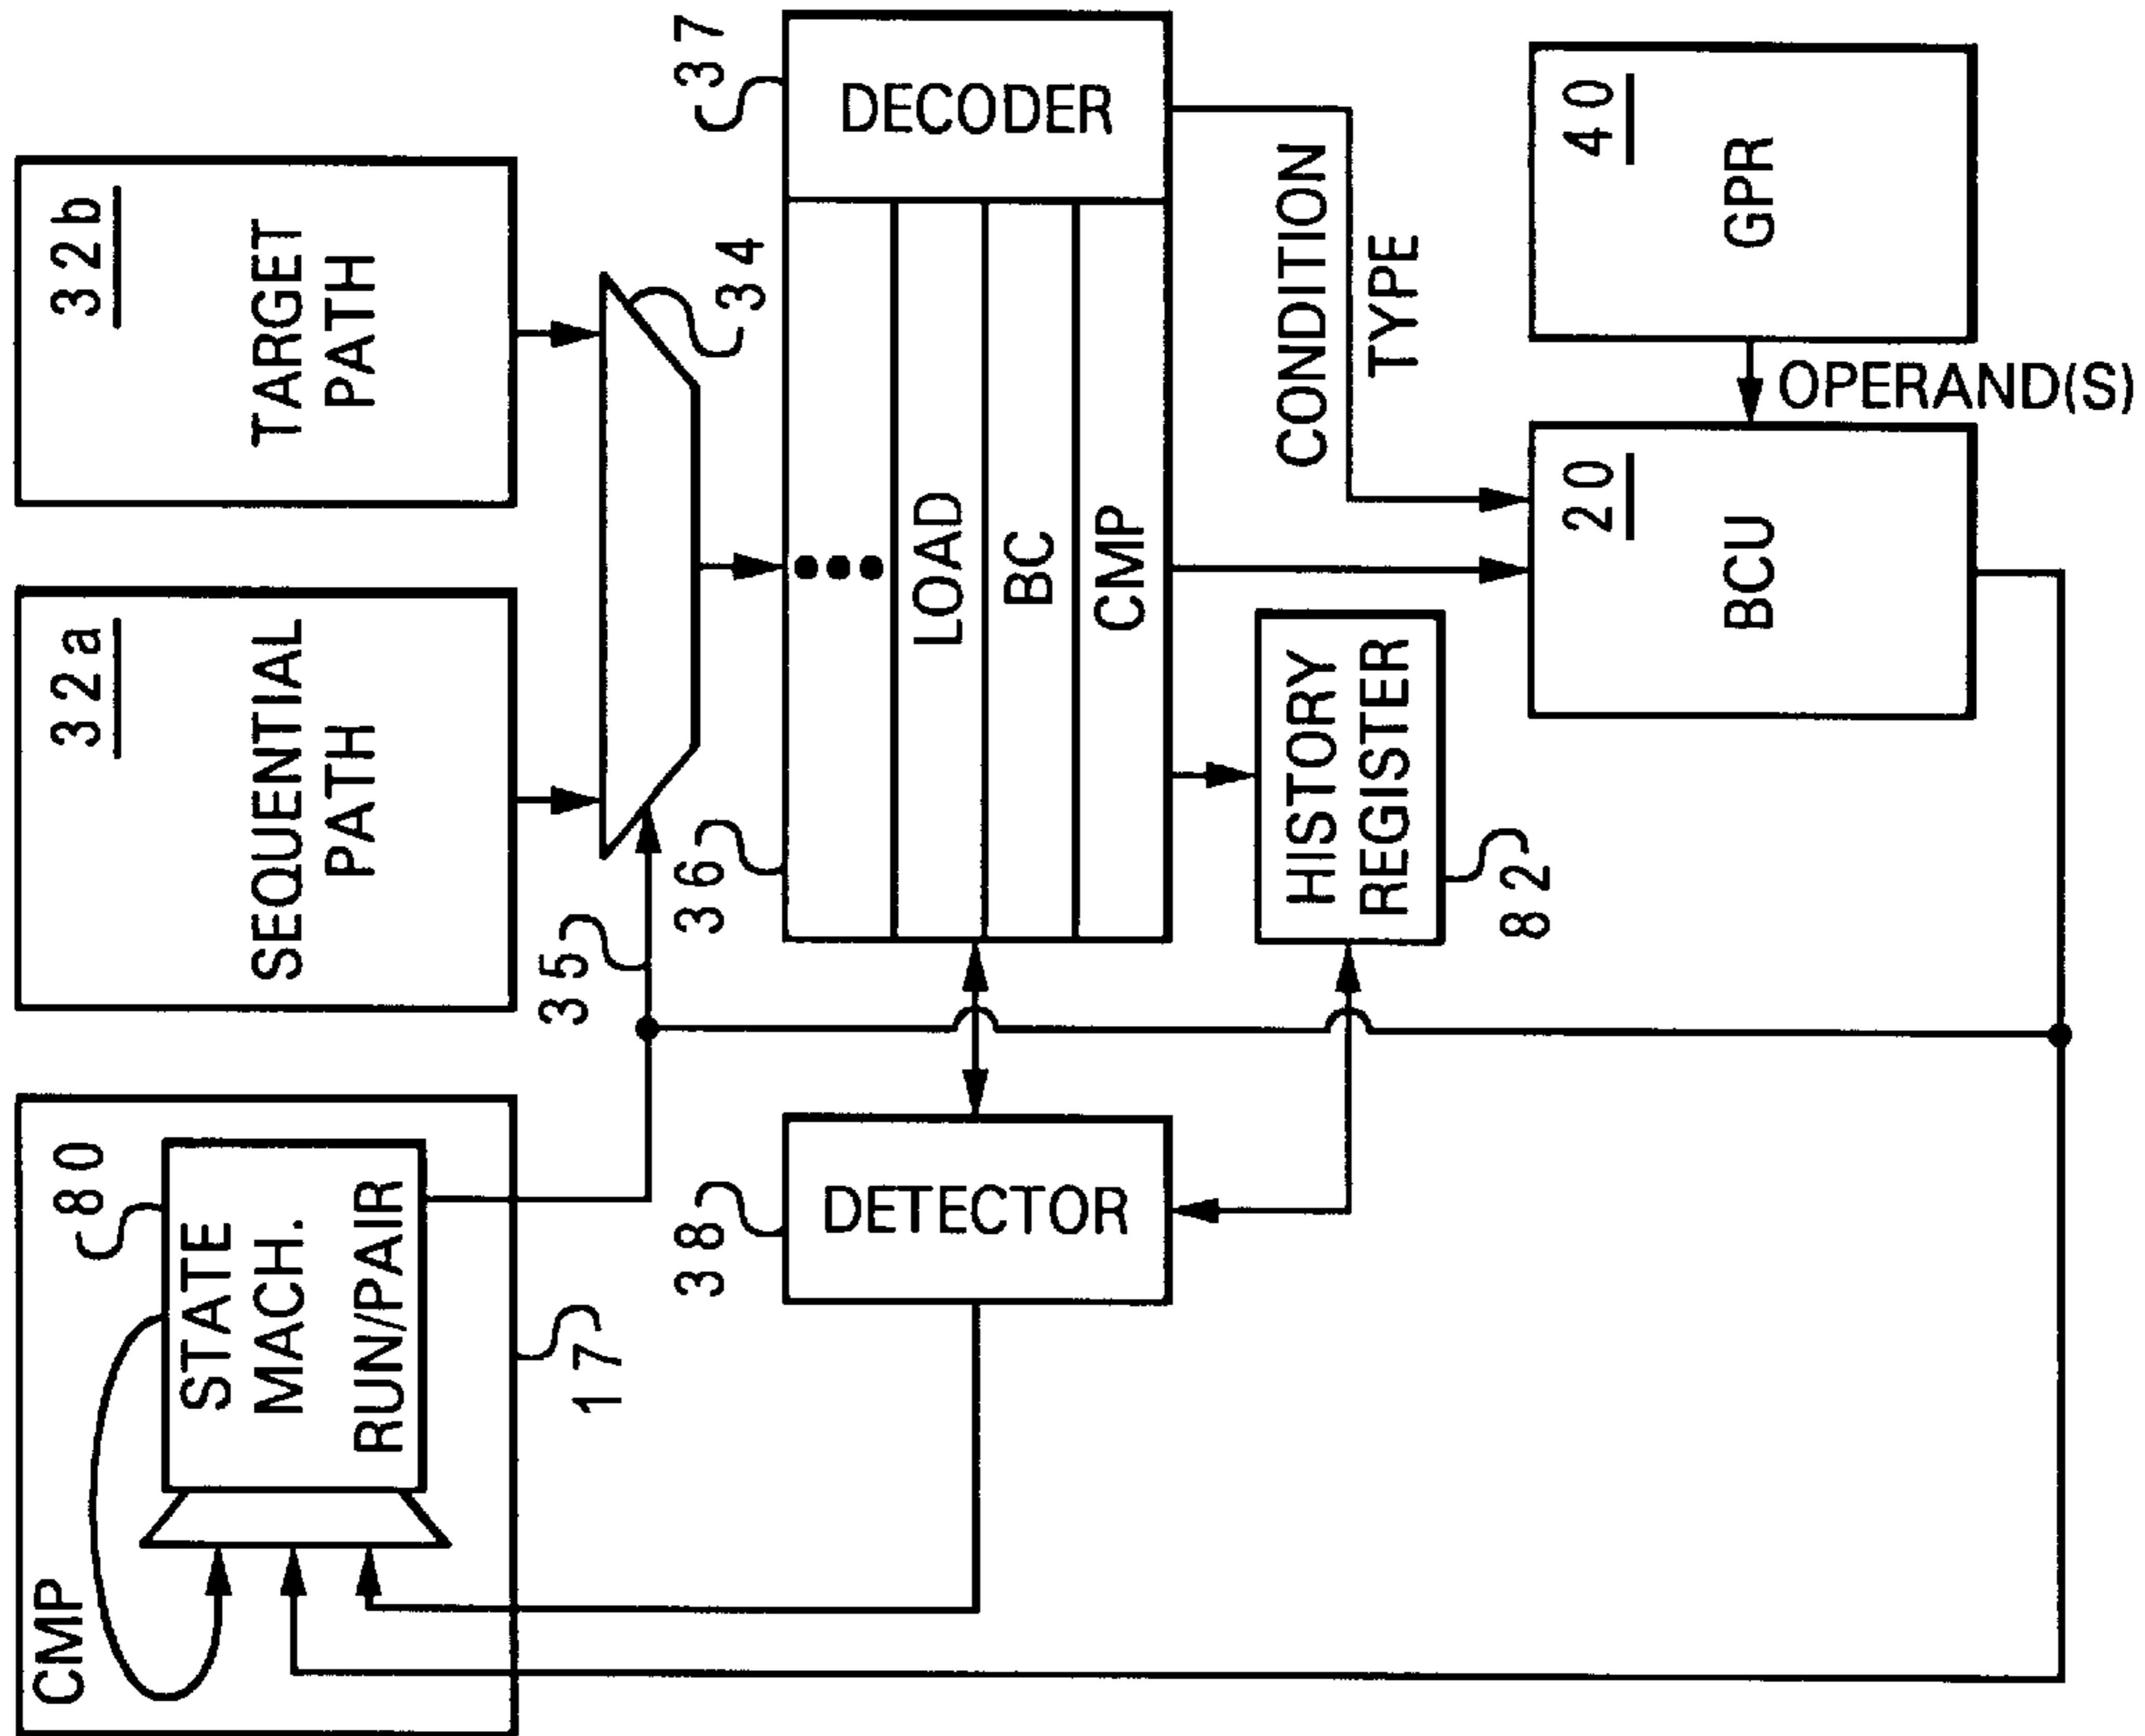 32b
TARGET
PATH
32a
SEQUENTIAL
PATH
34
35
CMP
80
STATE
MACH.
RUN/PAIR
17
37
DECODER
36
LOAD
BC
CMP
38
DETECTOR
CONDITION
TYPE
HISTORY
REGISTER
82
40
GPR
OPERAND(S)
20
BCU